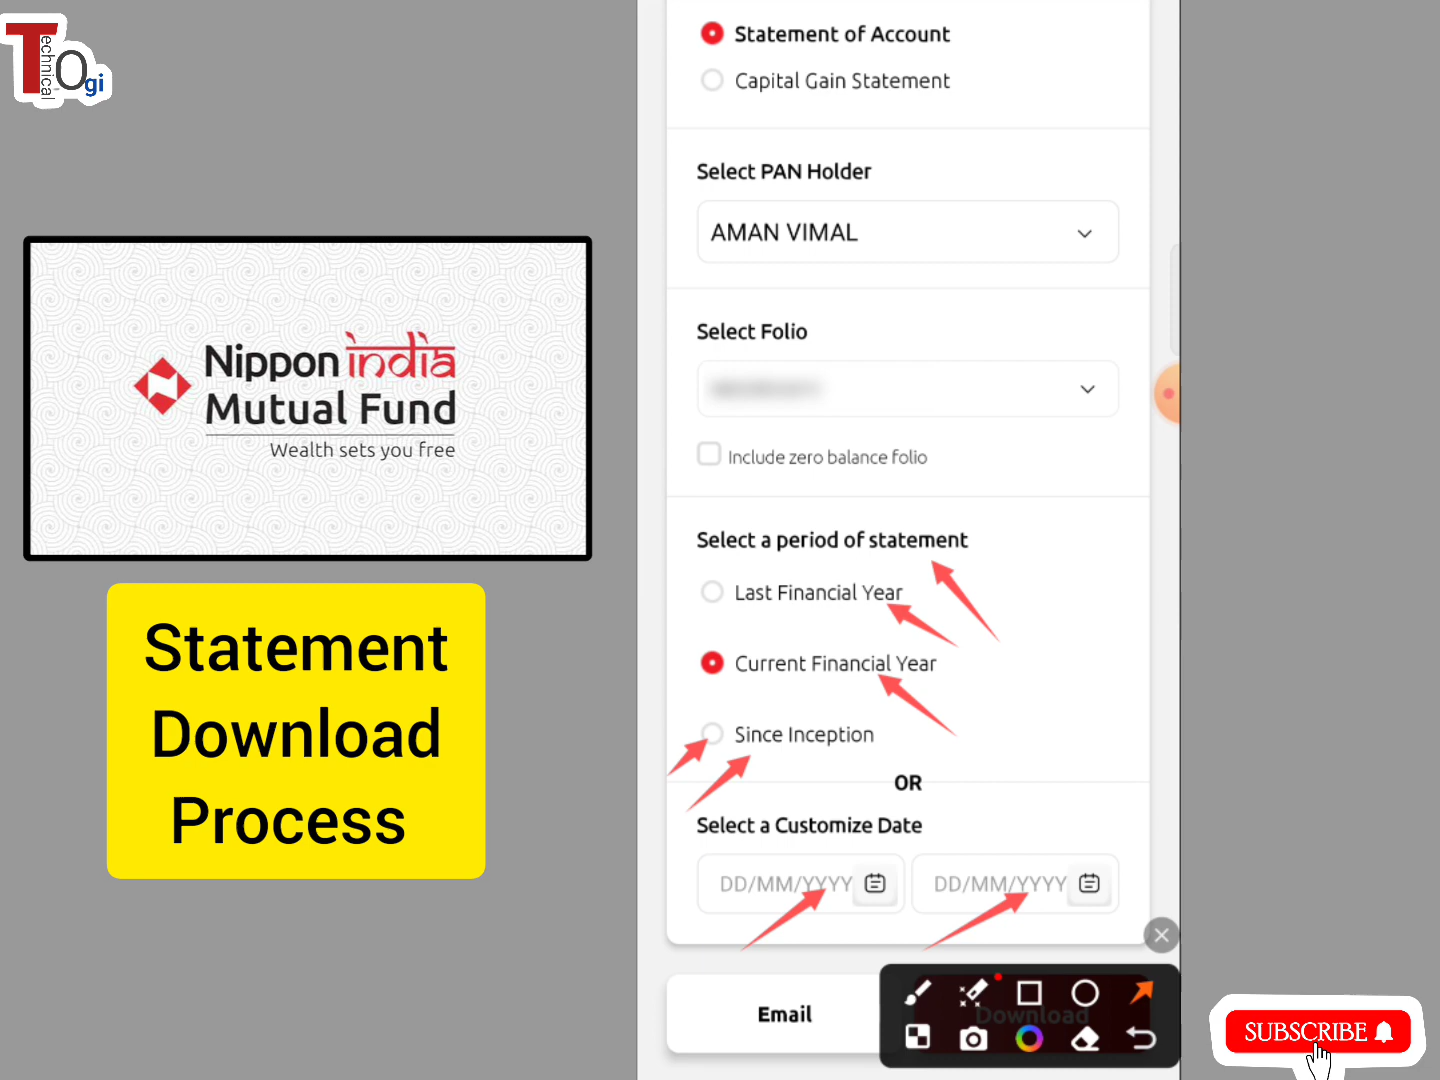 Technical
Ogi
Nippon india
Mutual Fund
Wealth sets you free
Statement
Download
Process
Statement of Account
Capital Gain Statement
Select PAN Holder
AMAN VIMAL
Select Folio
Include zero balance folio
Select a period of statement
Last Financial Year
Current Financial Year
Since Inception
OR
Select a Customize Date
DD/MM/YYYY DD/MM/YYYY
Email
Download
SUBSCRIBE